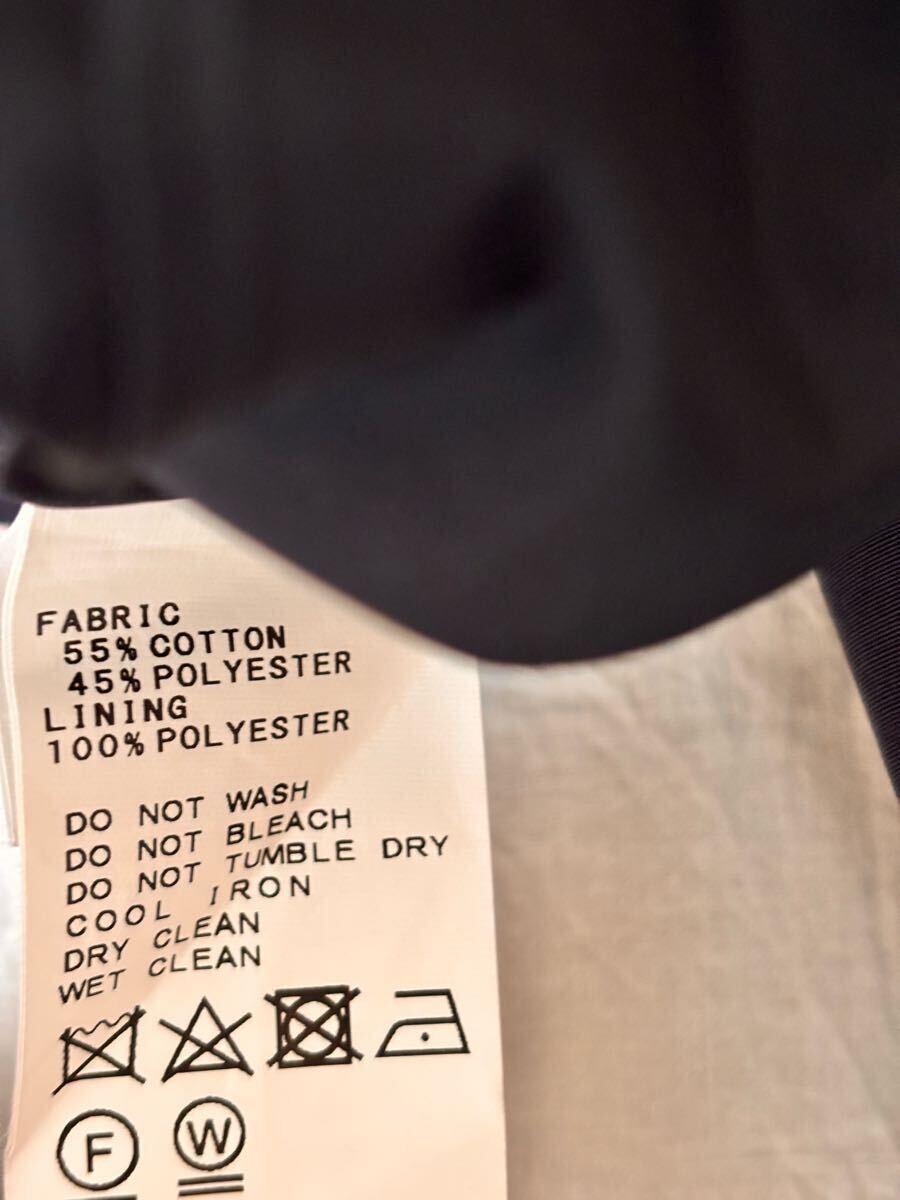 FABRIC
55% COTTON
45% POLYESTER
LINING
100% POLYESTER
DO NOT WASH
DO NOT BLEACH
DO NOT TUMBLE DRY
COOL IRON
DRY CLEAN
WET CLEAN
F W